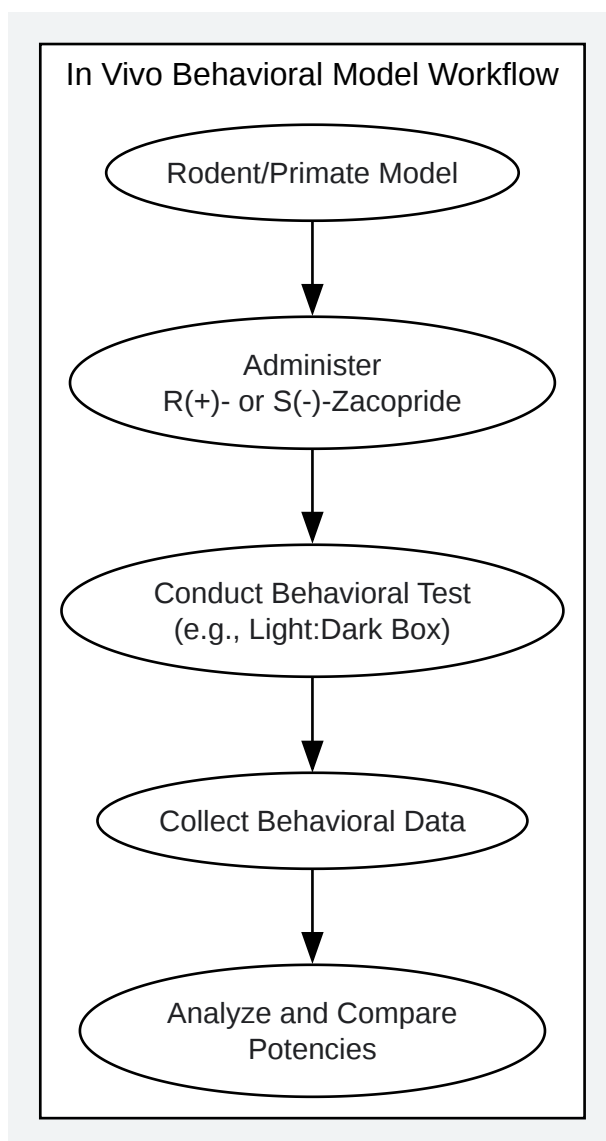 In Vivo Behavioral Model Workflow
Rodent/Primate Model
Administer
R(+)- or S(-)-Zacopride
Conduct Behavioral Test
(e.g., Light:Dark Box)
Collect Behavioral Data
Analyze and Compare
Potencies